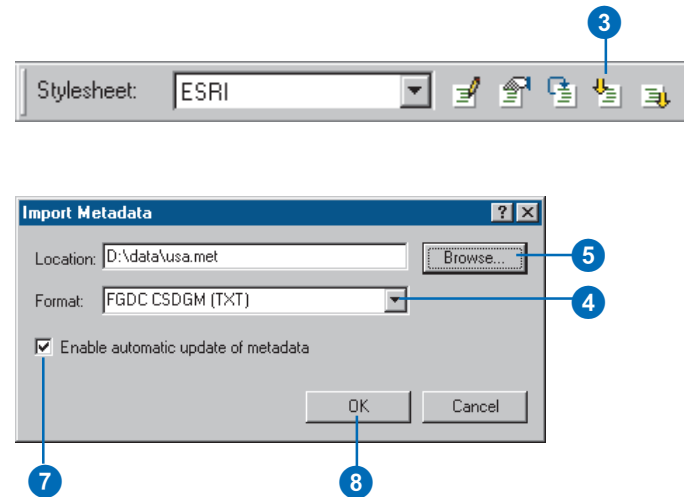 3
Stylesheet: ESRI
Import Metadata
Location: D:\data\usa.met Browse... 5
Format: FGDC CSDGM (TXT) 4
Enable automatic update of metadata
OK Cancel
7 8